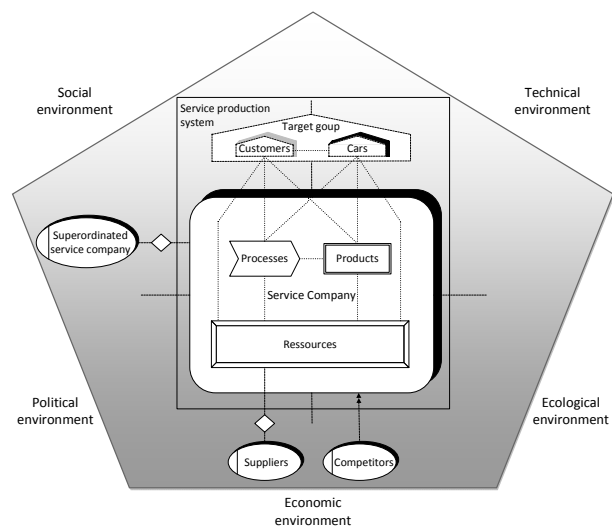 Social
environment
Technical
environment
Service production
system
Target goup
Customers
Cars
Superordinated
service company
Processes
Products
Service Company
Ressources
Political
environment
Ecological
environment
Suppliers
Competitors
Economic
environment